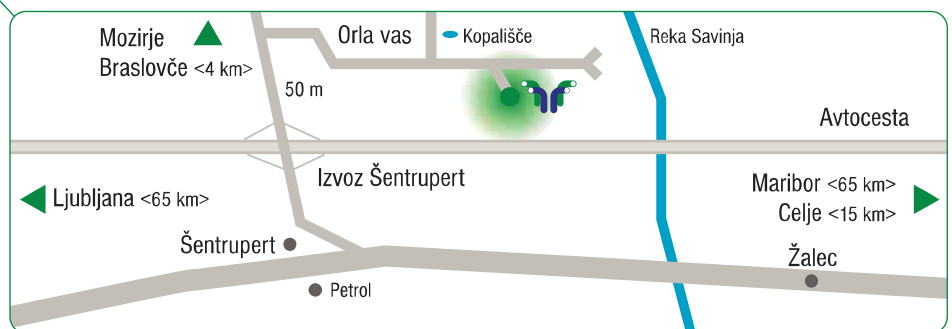 Mozirje
Braslovče <4 km>
Orla vas
Kopališče
Reka Savinja
50 m
Avtocesta
Izvoz Šentrupert
Ljubljana <65 km>
Maribor <65 km>
Celje <15 km>
Šentrupert
Žalec
Petrol